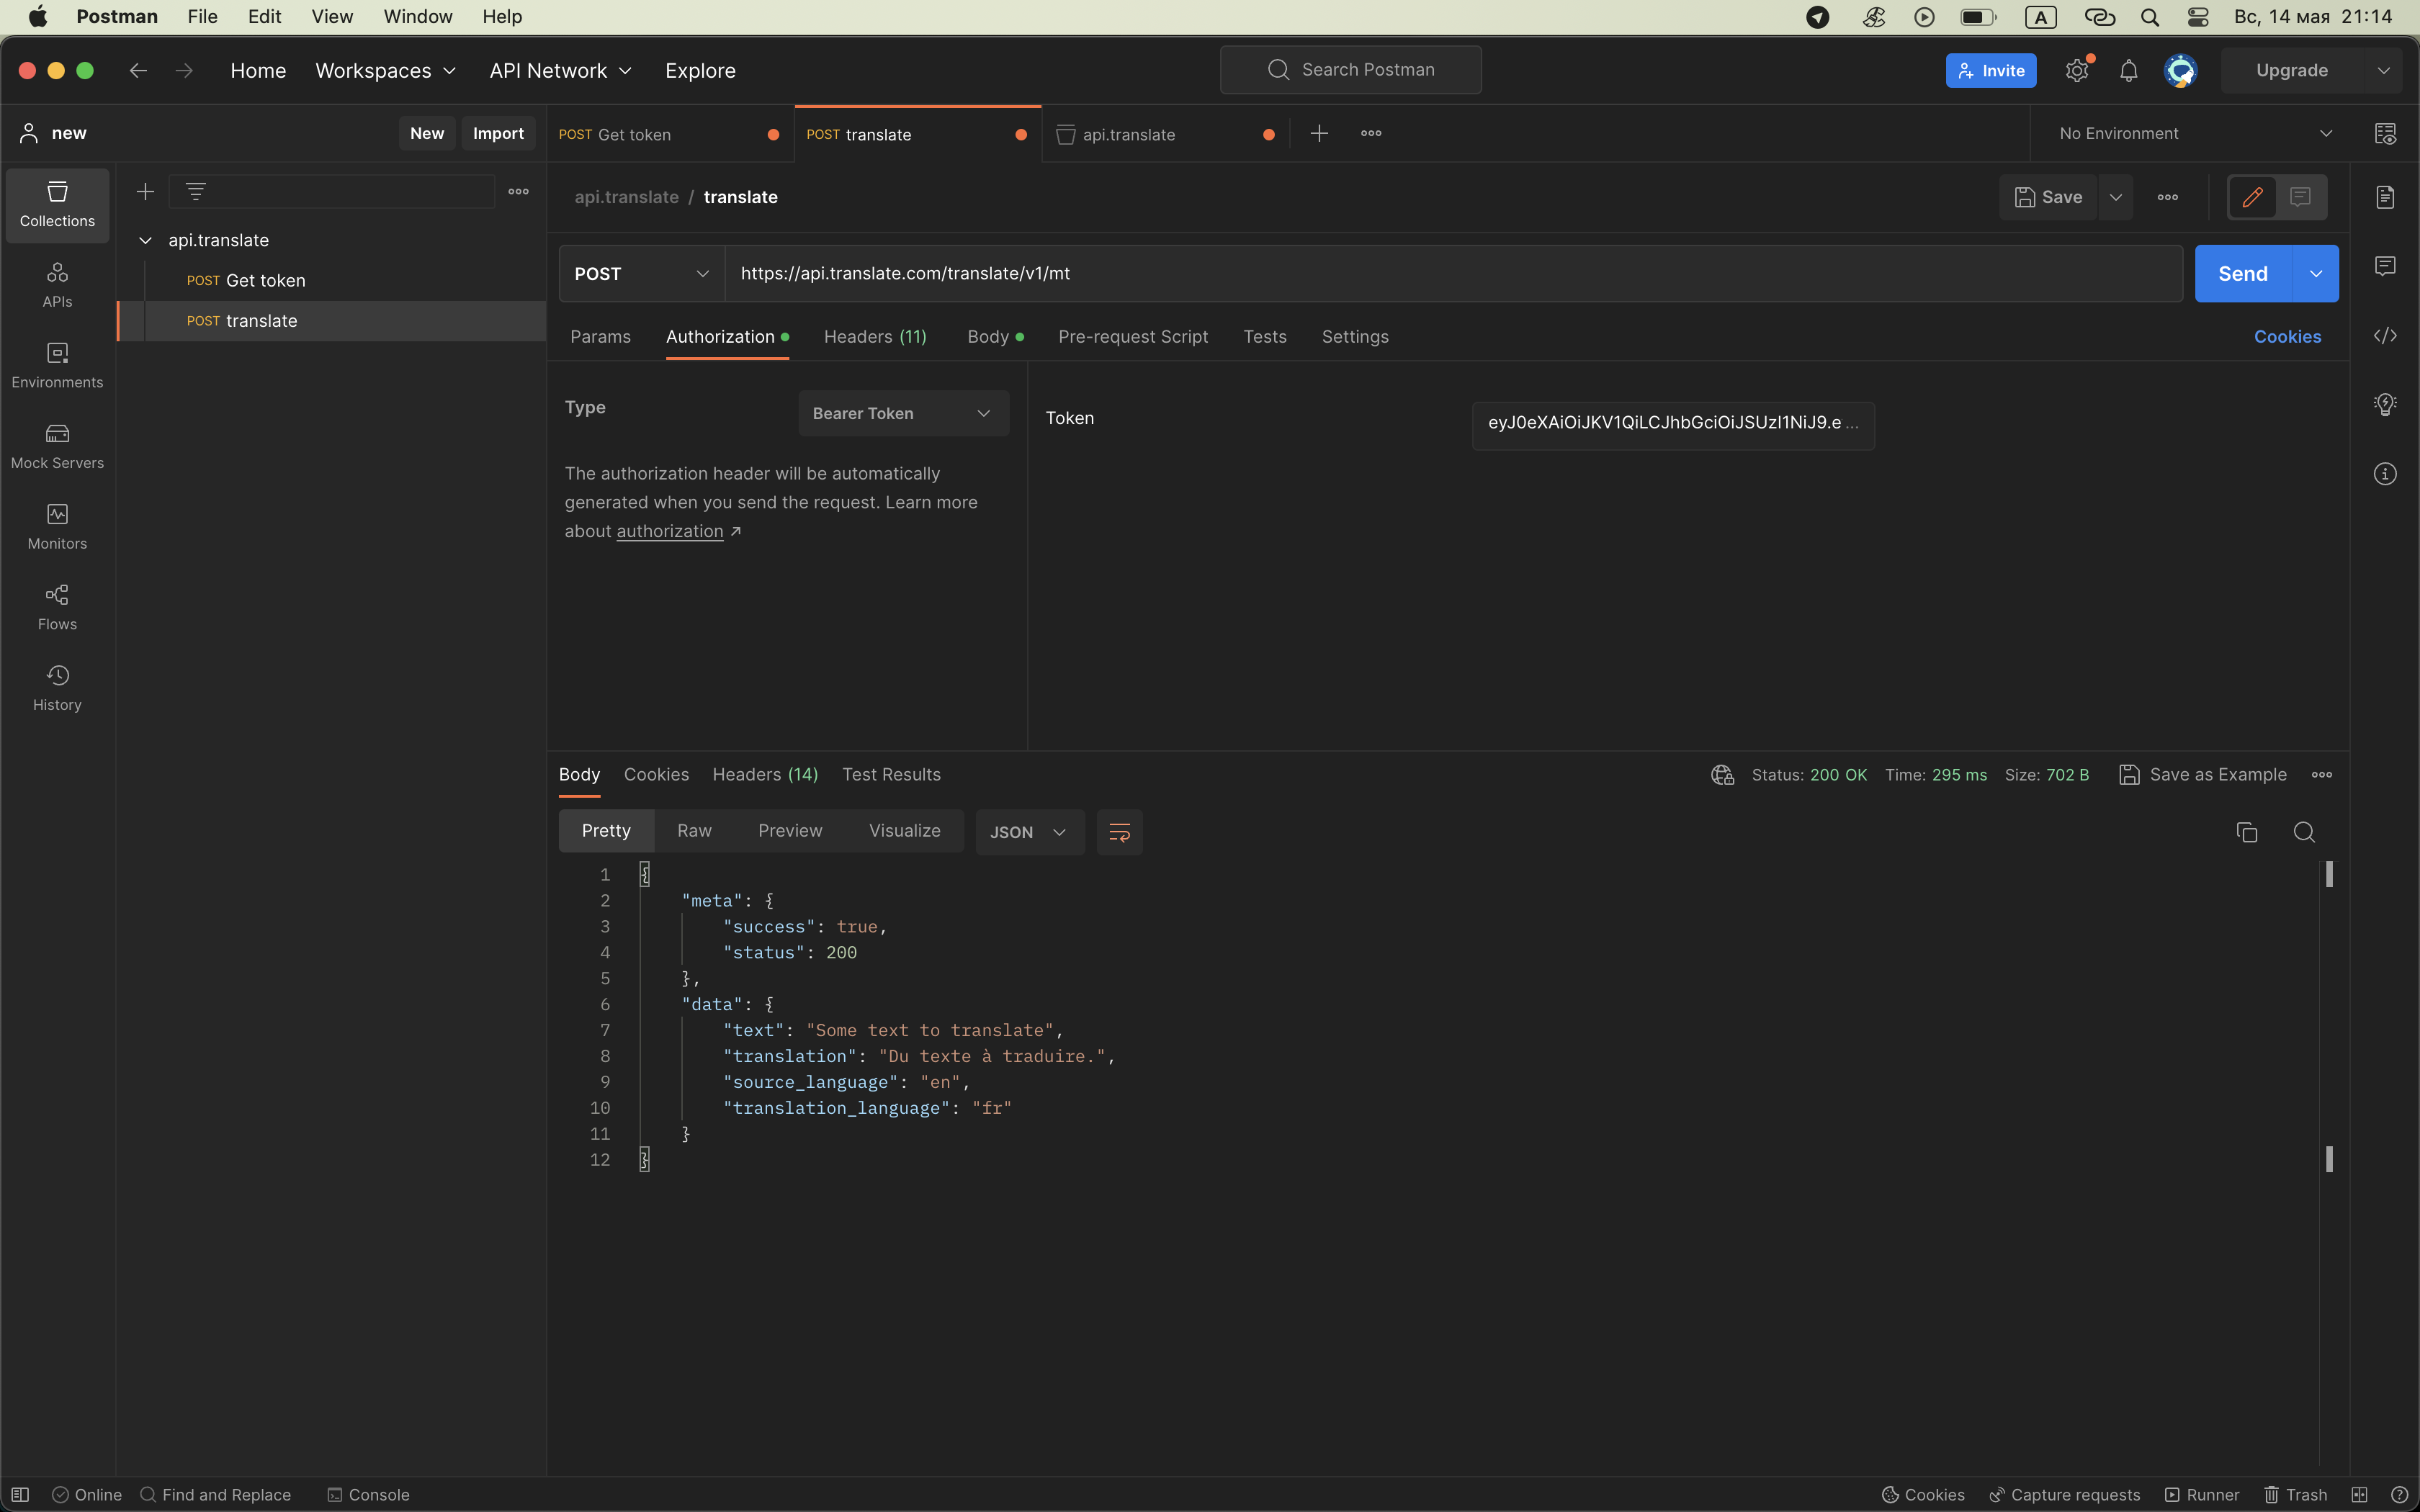 Postman File Edit View Window Help A Вс, 14 мая 21:14
Home Workspaces API Network Explore Search Postman Invite Upgrade
new New Import POST Get token POST translate api.translate No Environment
api.translate / translate Save
Collections
api.translate
POST Get token
POST translate
APIs
Environments
Mock Servers
Monitors
Flows
History
POST https://api.translate.com/translate/v1/mt Send
Params Authorization Headers (11) Body Pre-request Script Tests Settings Cookies
Type Bearer Token Token eyJ0eXAiOiJKV1QiLCJhbGciOiJSUzI1NiJ9.e ...
The authorization header will be automatically
generated when you send the request. Learn more
about authorization ↗
Body Cookies Headers (14) Test Results Status: 200 OK Time: 295 ms Size: 702 B Save as Example
Pretty Raw Preview Visualize JSON
1 {
2 "meta": {
3 "success": true,
4 "status": 200
5 },
6 "data": {
7 "text": "Some text to translate",
8 "translation": "Du texte à traduire.",
9 "source_language": "en",
10 "translation_language": "fr"
11 }
12 }
Online Find and Replace Console Cookies Capture requests Runner Trash